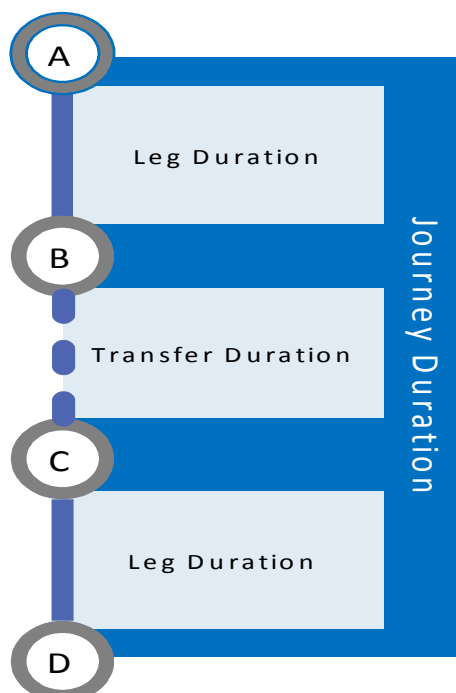 A
Leg Duration
B
Transfer Duration
C
Leg Duration
D
Journey Duration